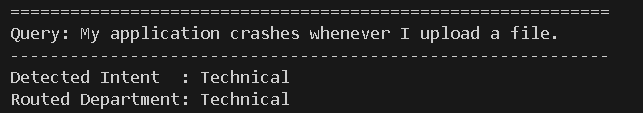 ============================================================
Query: My application crashes whenever I upload a file.
------------------------------------------------------------
Detected Intent  : Technical
Routed Department: Technical